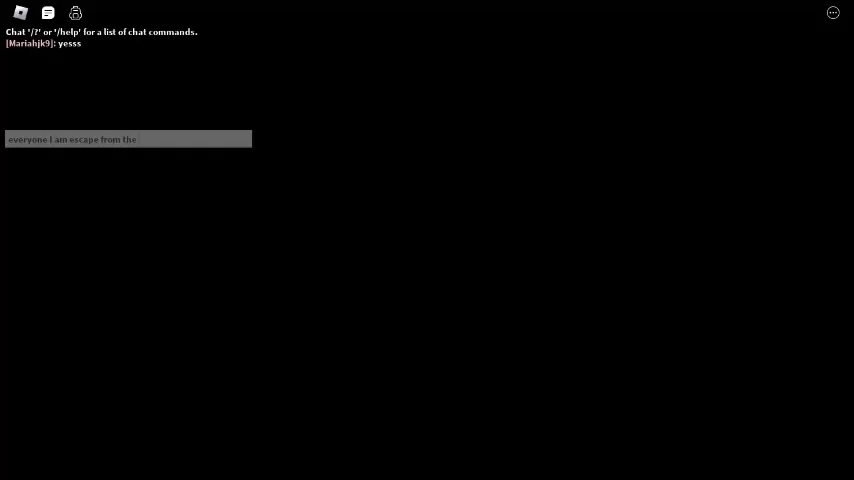 Chat '/?' or '/help' for a list of chat commands.
[Mariahjk9]: yesss
everyone I am escape from the